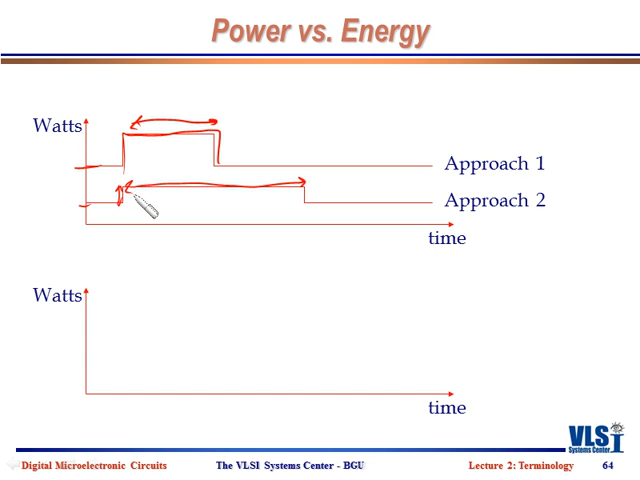 Power vs. Energy
Watts
Approach 1
Approach 2
time
Watts
time
VLSI
Systems Center
Digital Microelectronic Circuits
The VLSI Systems Center - BGU
Lecture 2: Terminology
64